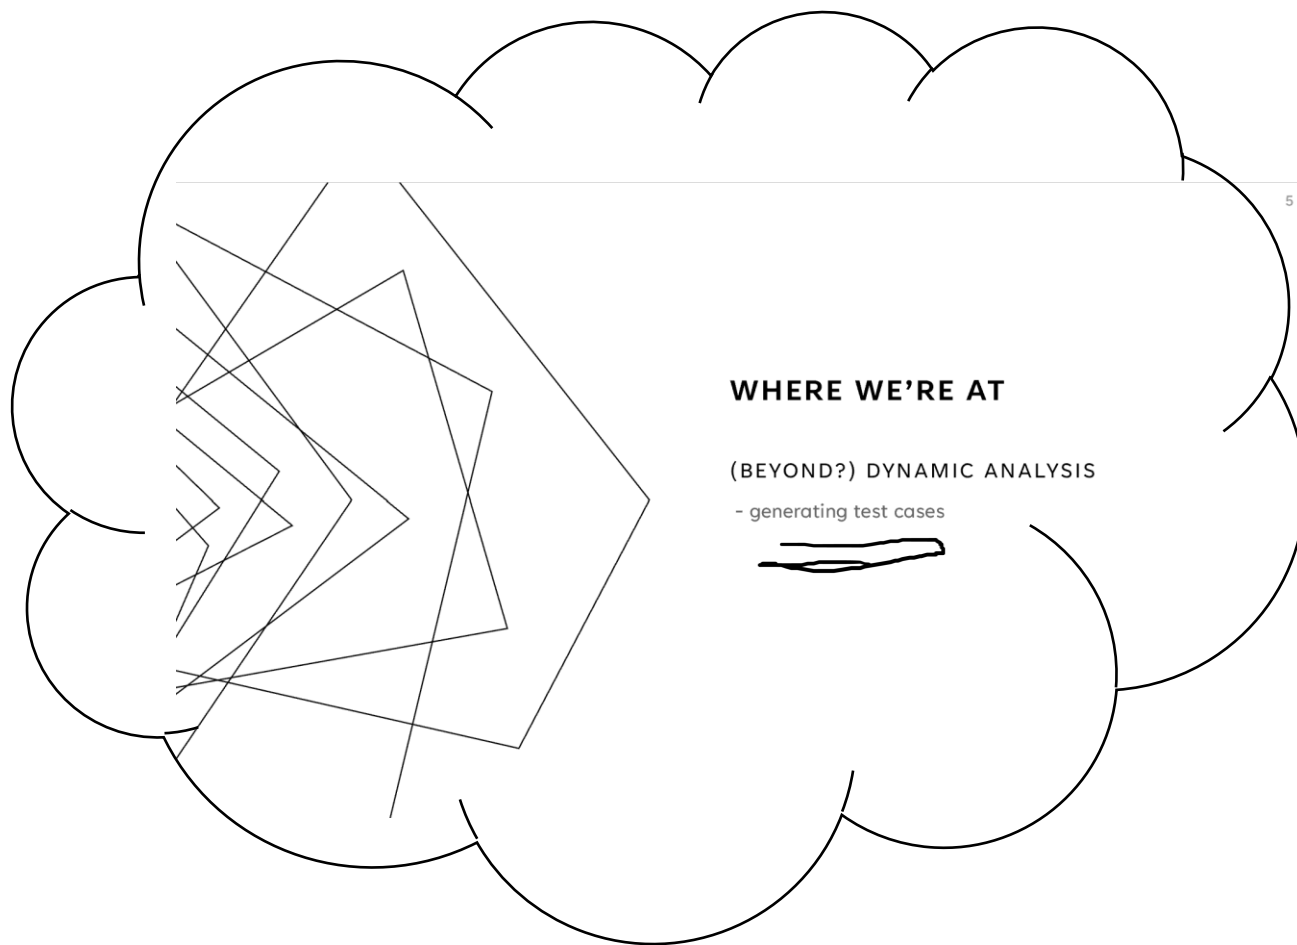 5
WHERE WE’RE AT
(BEYOND?) DYNAMIC ANALYSIS
- generating test cases